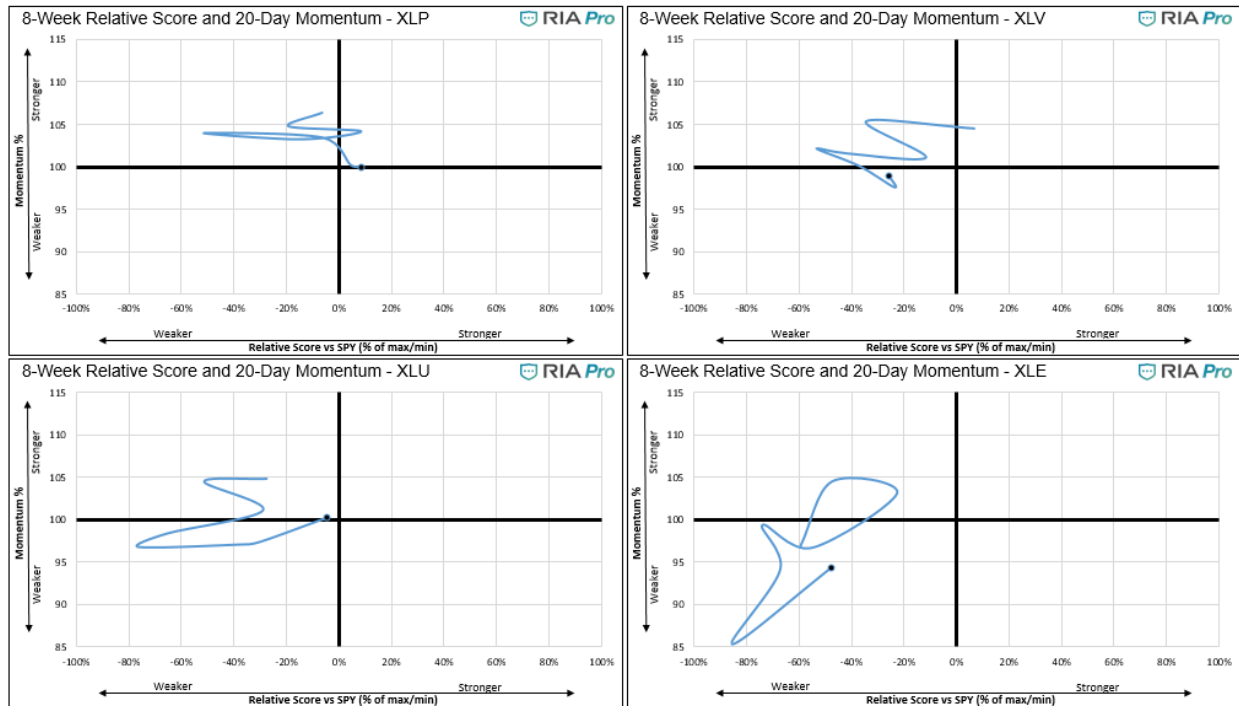 8-Week Relative Score and 20-Day Momentum - XLP
RIA Pro
115
110
105
100
95
90
85
Momentum %
Stronger
Weaker
-100% -80% -60% -40% -20% 0% 20% 40% 60% 80% 100%
Weaker Stronger
Relative Score vs SPY (% of max/min)
8-Week Relative Score and 20-Day Momentum - XLV
RIA Pro
115
110
105
100
95
90
85
Momentum %
Stronger
Weaker
-100% -80% -60% -40% -20% 0% 20% 40% 60% 80% 100%
Weaker Stronger
Relative Score vs SPY (% of max/min)
8-Week Relative Score and 20-Day Momentum - XLU
RIA Pro
115
110
105
100
95
90
85
Momentum %
Stronger
Weaker
-100% -80% -60% -40% -20% 0% 20% 40% 60% 80% 100%
Weaker Stronger
Relative Score vs SPY (% of max/min)
8-Week Relative Score and 20-Day Momentum - XLE
RIA Pro
115
110
105
100
95
90
85
Momentum %
Stronger
Weaker
-100% -80% -60% -40% -20% 0% 20% 40% 60% 80% 100%
Weaker Stronger
Relative Score vs SPY (% of max/min)